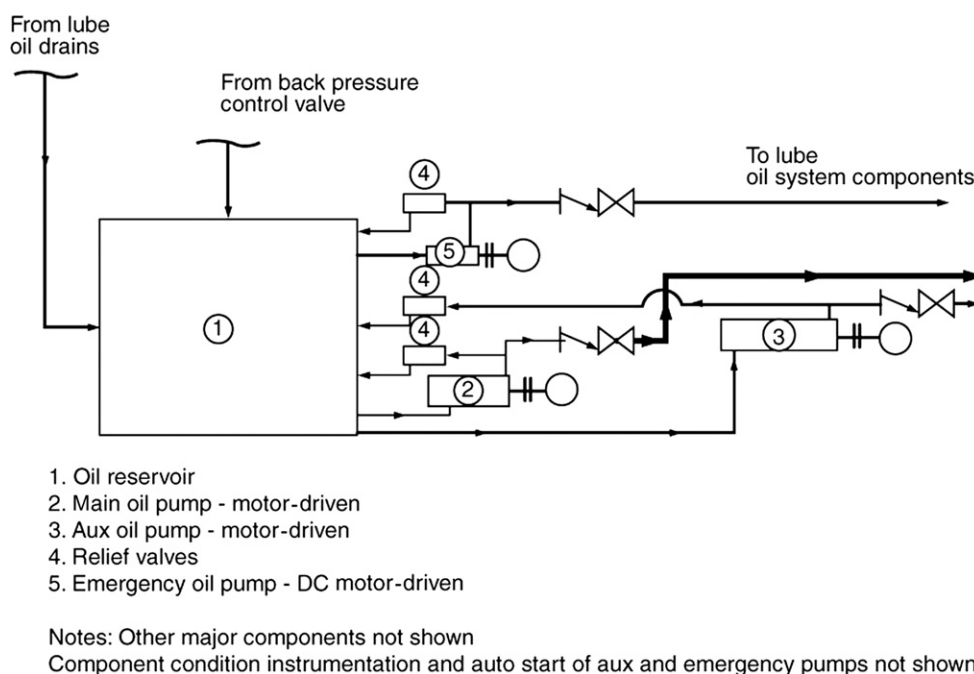 From lube
oil drains
From back pressure
control valve
To lube
oil system components
4
5
4
4
1
3
2
1. Oil reservoir
2. Main oil pump - motor-driven
3. Aux oil pump - motor-driven
4. Relief valves
5. Emergency oil pump - DC motor-driven
Notes: Other major components not shown
Component condition instrumentation and auto start of aux and emergency pumps not shown